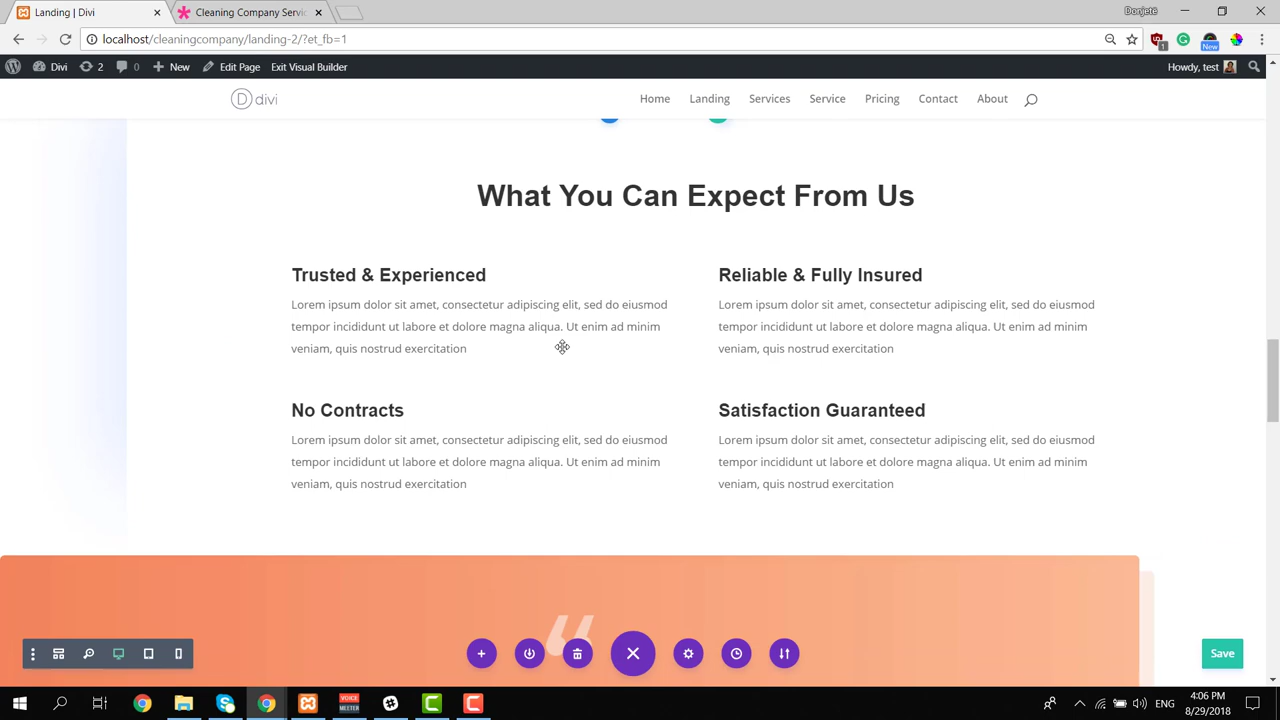 Landing | Divi
Cleaning Company Servi
Donjetë
localhost/cleaningcompany/landing-2/?et_fb=1
1
New
Divi
2
0
New
Edit Page
Exit Visual Builder
Howdy, test
D divi
Home
Landing
Services
Service
Pricing
Contact
About
What You Can Expect From Us
Trusted & Experienced
Lorem ipsum dolor sit amet, consectetur adipiscing elit, sed do eiusmod
tempor incididunt ut labore et dolore magna aliqua. Ut enim ad minim
veniam, quis nostrud exercitation
Reliable & Fully Insured
Lorem ipsum dolor sit amet, consectetur adipiscing elit, sed do eiusmod
tempor incididunt ut labore et dolore magna aliqua. Ut enim ad minim
veniam, quis nostrud exercitation
No Contracts
Lorem ipsum dolor sit amet, consectetur adipiscing elit, sed do eiusmod
tempor incididunt ut labore et dolore magna aliqua. Ut enim ad minim
veniam, quis nostrud exercitation
Satisfaction Guaranteed
Lorem ipsum dolor sit amet, consectetur adipiscing elit, sed do eiusmod
tempor incididunt ut labore et dolore magna aliqua. Ut enim ad minim
veniam, quis nostrud exercitation
“
Save
VOICE
MEETER
ENG
4:06 PM
8/29/2018